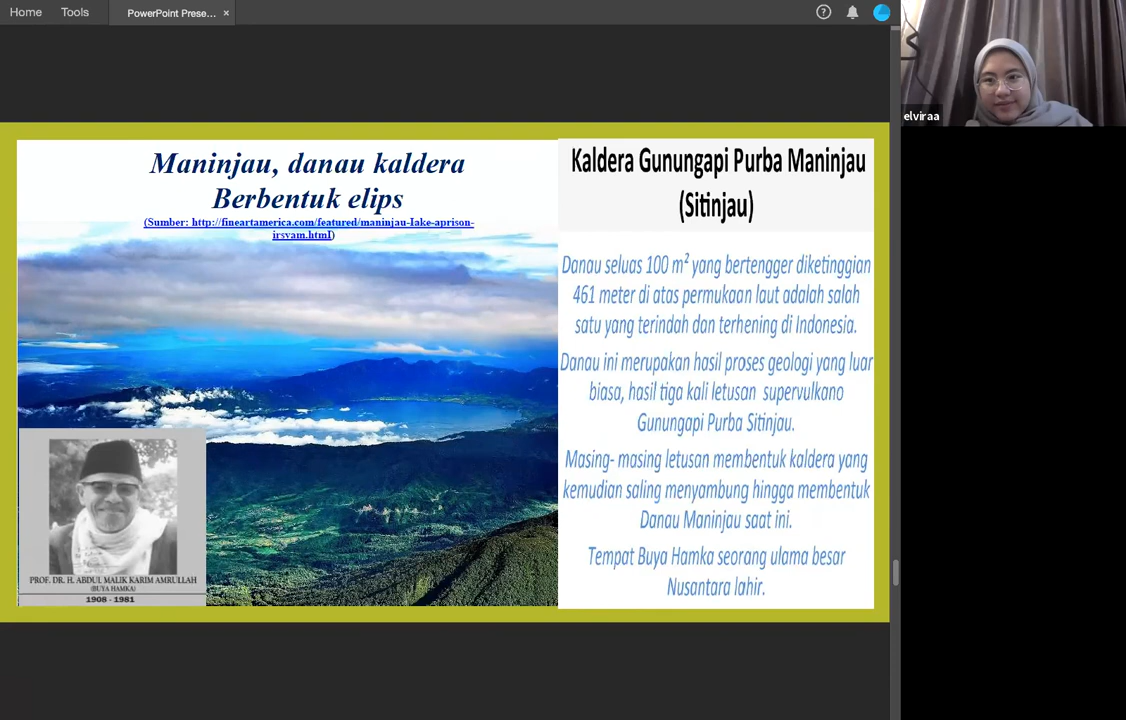 Home
Tools
PowerPoint Prese...
×
?
elviraa
Maninjau, danau kaldera
Berbentuk elips
(Sumber: http://fineartamerica.com/featured/maninjau-Iake-aprison-
irsvam.htmI)
PROF. DR. H. ABDUL MALIK KARIM AMRULLAH
(BUYA HAMKA)
1908 - 1981
Kaldera Gunungapi Purba Maninjau
(Sitinjau)
Danau seluas 100 m² yang bertengger diketinggian
461 meter di atas permukaan laut adalah salah
satu yang terindah dan terhening di Indonesia.
Danau ini merupakan hasil proses geologi yang luar
biasa, hasil tiga kali letusan supervulkano
Gunungapi Purba Sitinjau.
Masing- masing letusan membentuk kaldera yang
kemudian saling menyambung hingga membentuk
Danau Maninjau saat ini.
Tempat Buya Hamka seorang ulama besar
Nusantara lahir.